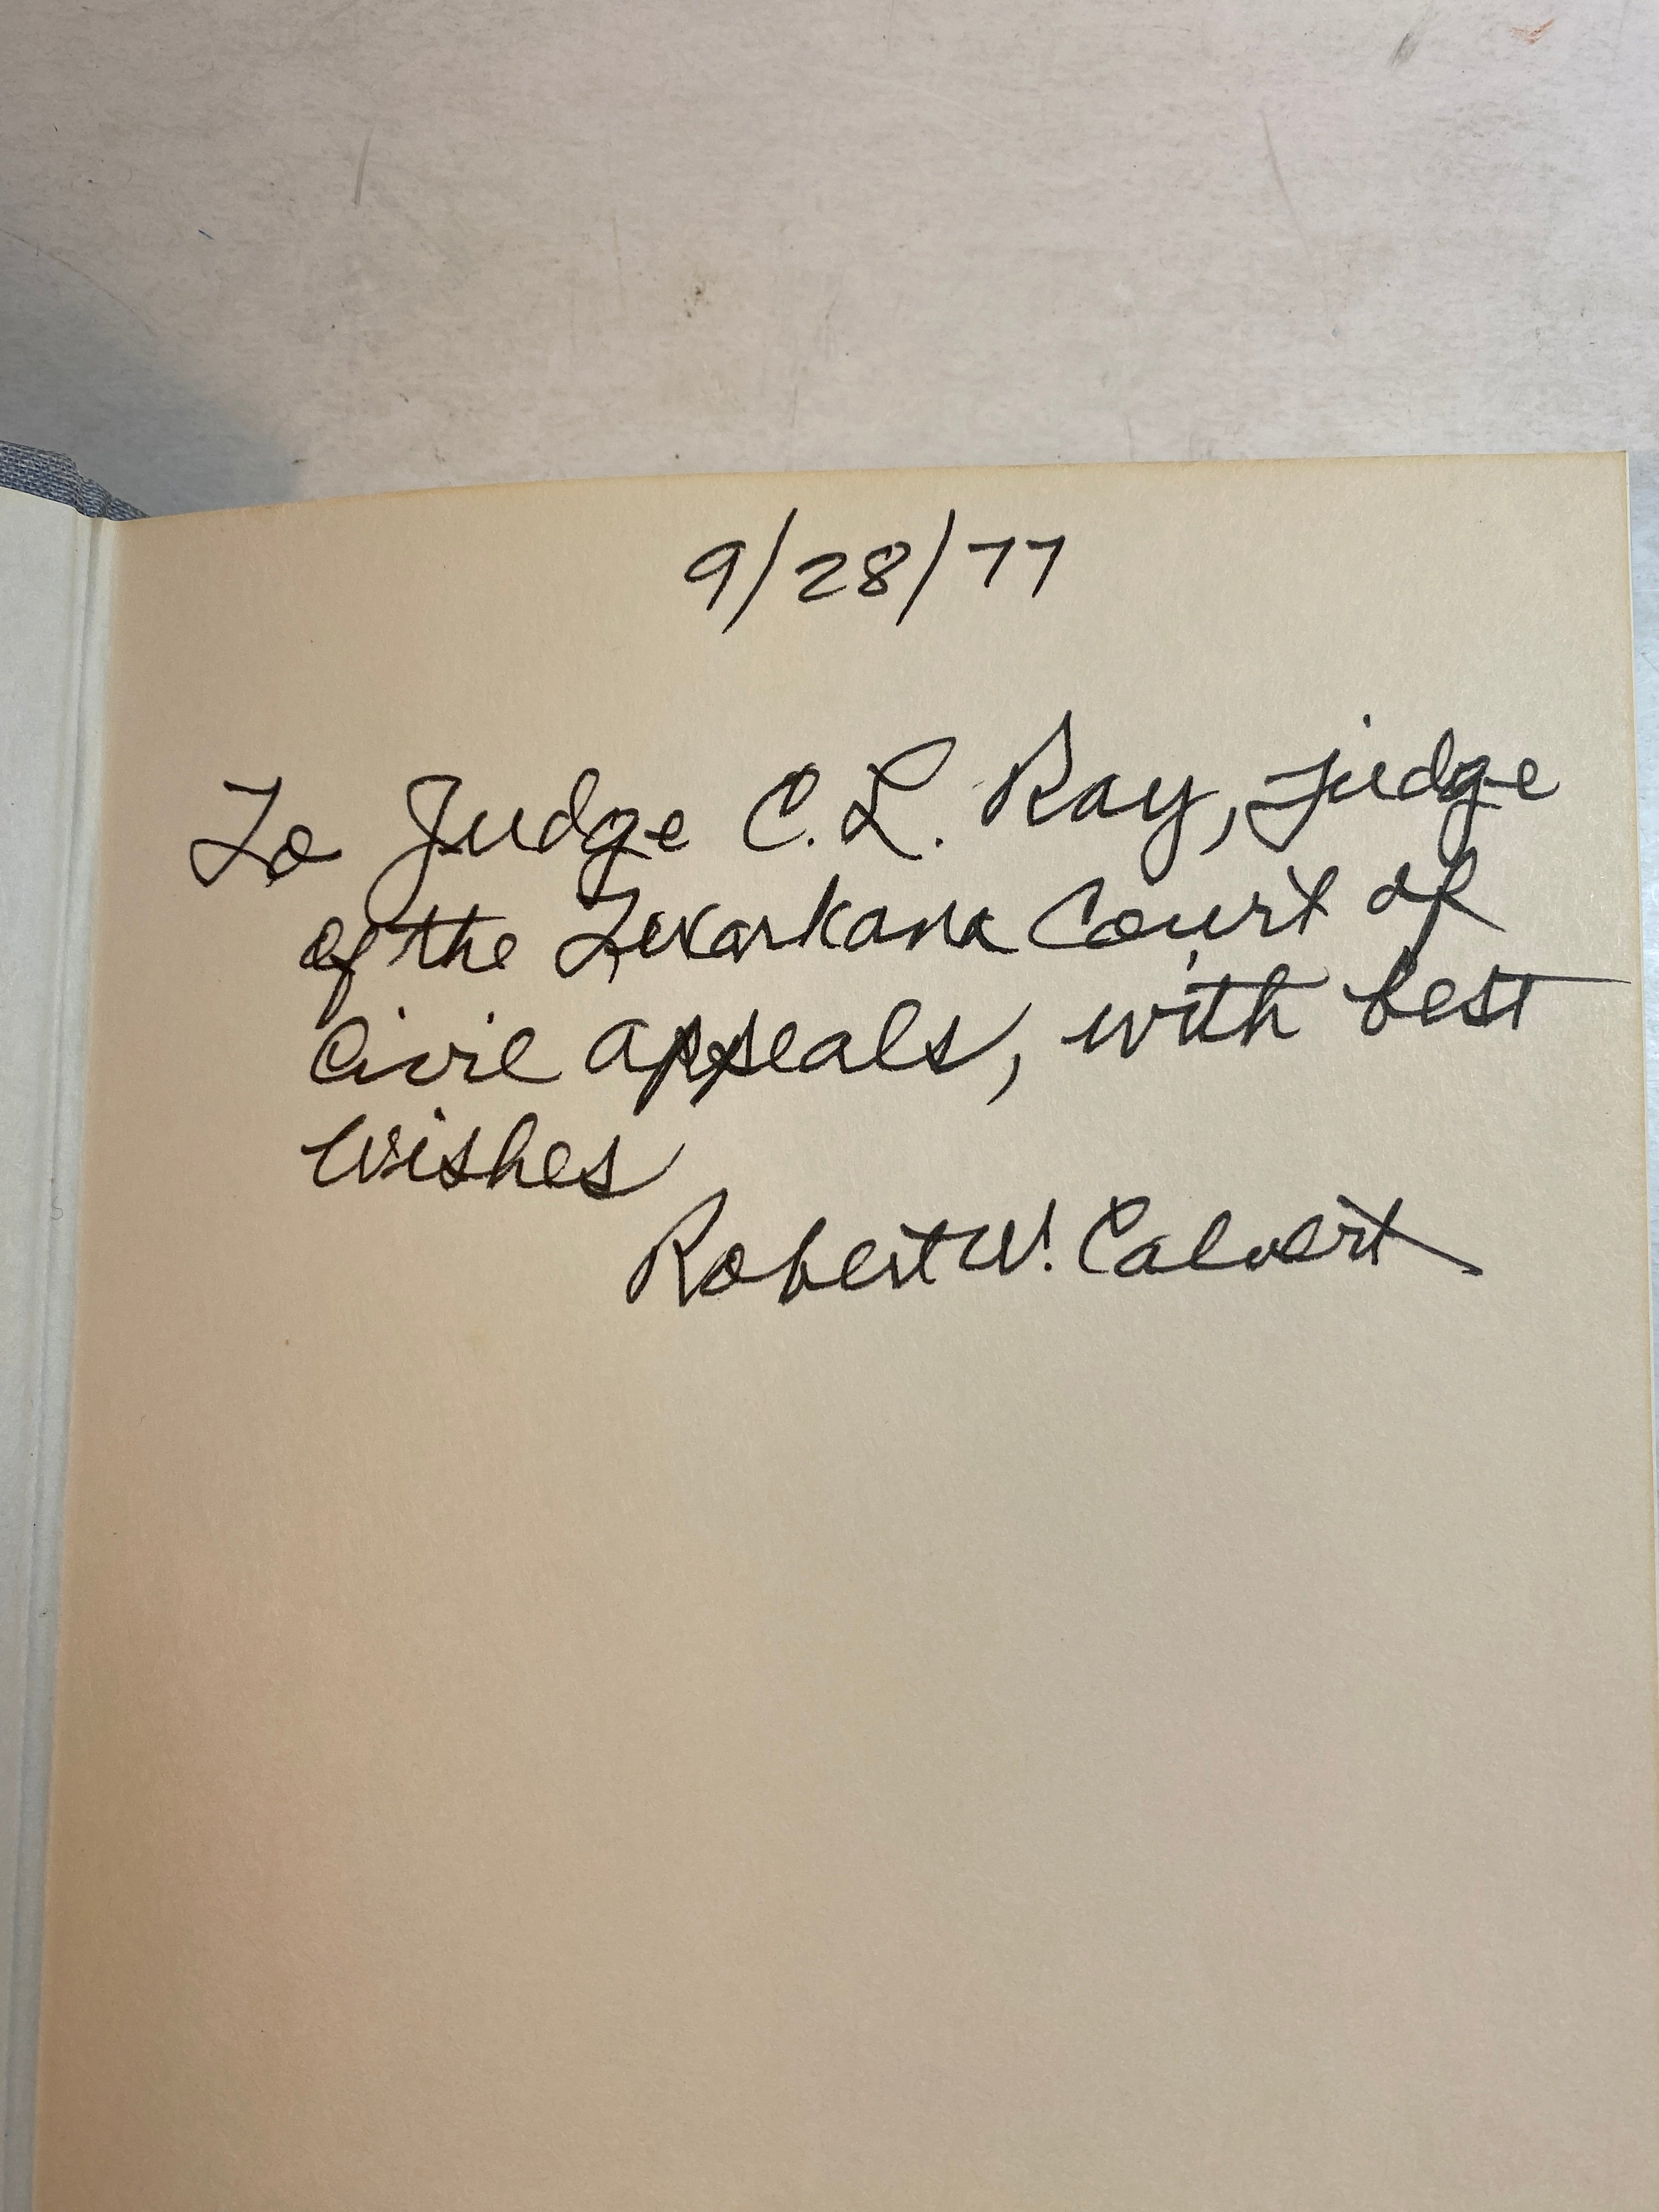 9/28/77
To Judge C. L. Ray, judge
of the Texarkana Court of
Civil Appeals, with best
wishes
Robert W. Calvert